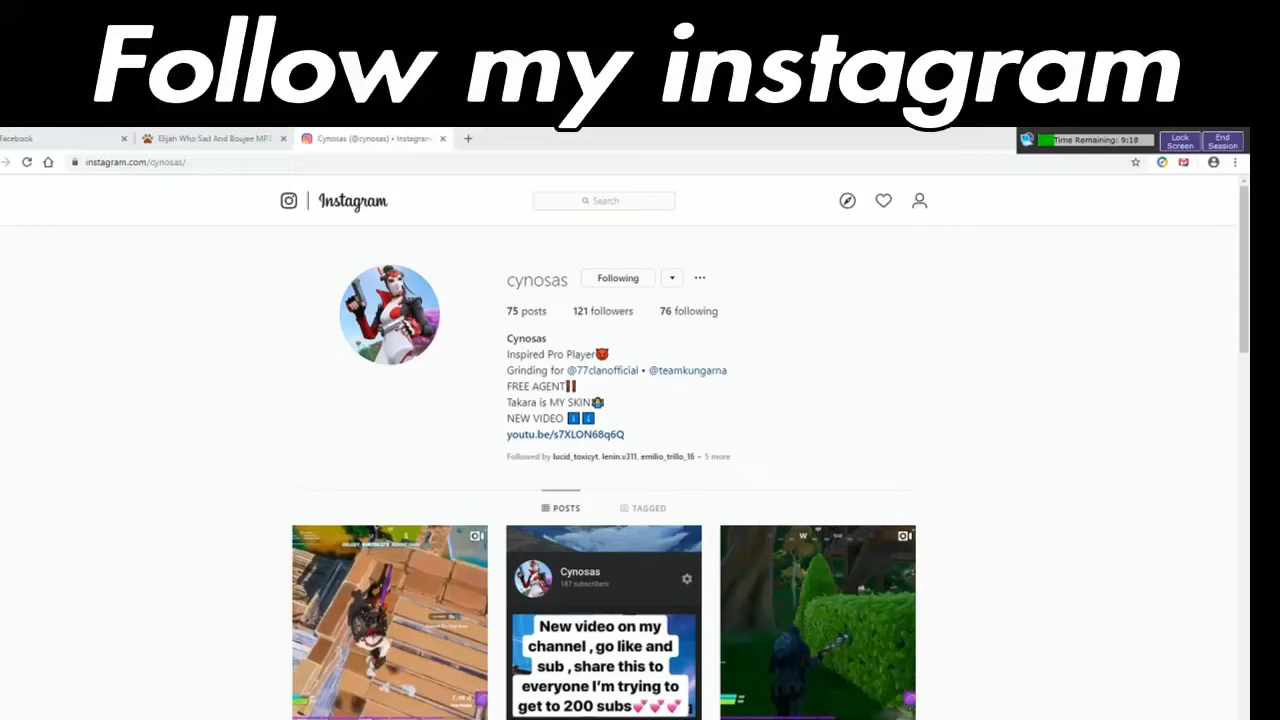 Follow my instagram
Facebook
Elijah Who Sad And Boujee MP3
Cynosas (@cynosas) • Instagram
Time Remaining: 9:18
Lock Screen
End Session
instagram.com/cynosas/
Instagram
Search
cynosas
Following
75 posts 121 followers 76 following
Cynosas
Inspired Pro Player👿
Grinding for @77clanofficial • @teamkungarna
FREE AGENT‼️
Takara is MY SKIN🤷‍♂️
NEW VIDEO ⬇️⬇️
youtu.be/s7XLON68q6Q
Followed by lucid_toxicyt, lenin.v311, emilio_trillo_16 + 5 more
POSTS
TAGGED
W
NW
Cynosas
187 subscribers
New video on my
channel , go like and
sub , share this to
everyone I'm trying to
get to 200 subs💕💕💕